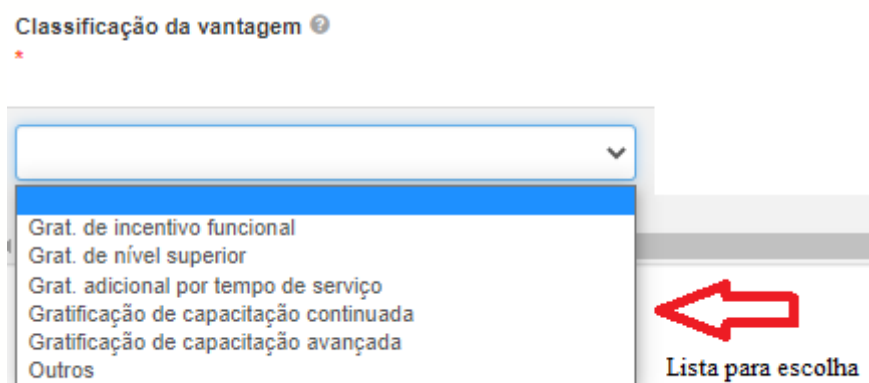 Classificação da vantagem
*
Grat. de incentivo funcional
Grat. de nível superior
Grat. adicional por tempo de serviço
Gratificação de capacitação continuada
Gratificação de capacitação avançada
Outros
Lista para escolha